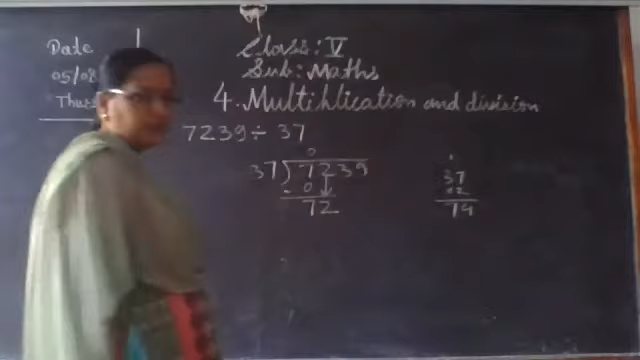 Date
Class: V
05/08
Sub: Maths
Thurs
4. Multiplication and division
7239 ÷ 37
0
37) 7239
- 0
72
37
02
74